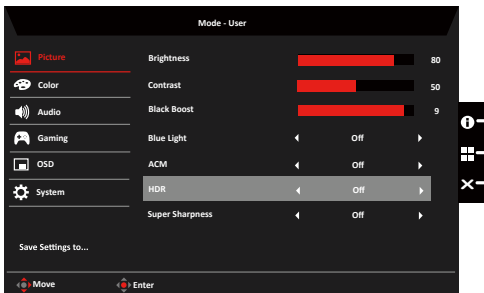 Mode - User
Picture
Color
Audio
Gaming
OSD
System
Save Settings to...
Brightness 80
Contrast 50
Black Boost 9
Blue Light Off
ACM Off
HDR Off
Super Sharpness Off
Move Enter